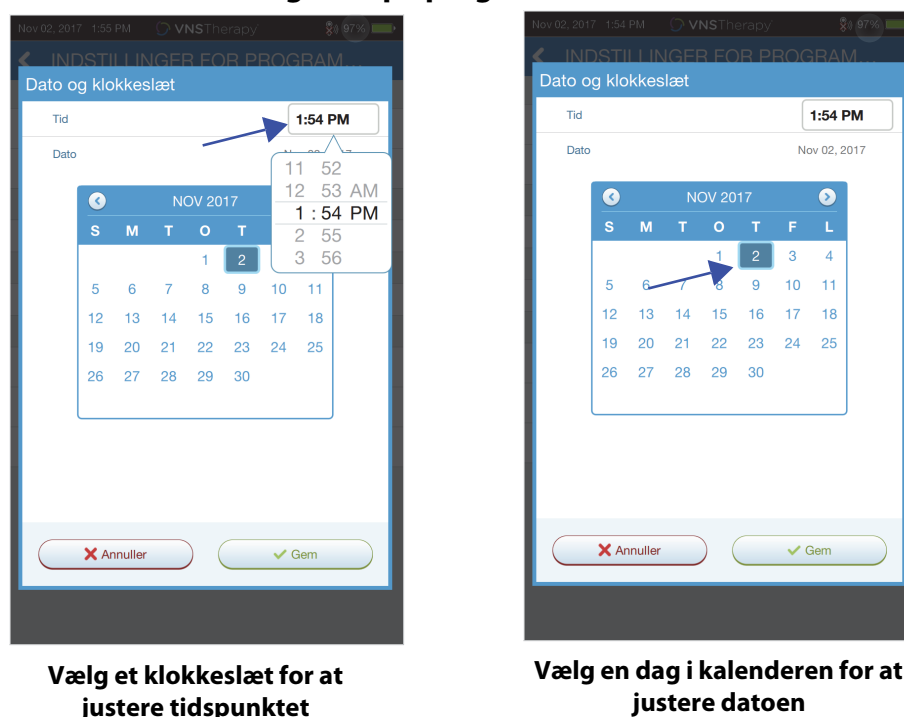 Nov 02, 2017 1:55 PM VNSTherapy 97%
INDSTILLINGER FOR PROGRAM...
Dato og klokkeslæt
Tid 1:54 PM
Dato
11 52
12 53 AM
1 : 54 PM
2 55
3 56
NOV 2017
S M T O T
1 2
5 6 7 8 9 10 11
12 13 14 15 16 17 18
19 20 21 22 23 24 25
26 27 28 29 30
Annuller Gem
Vælg et klokkeslæt for at
justere tidspunktet
Nov 02, 2017 1:54 PM VNSTherapy 97%
INDSTILLINGER FOR PROGRAM...
Dato og klokkeslæt
Tid 1:54 PM
Dato Nov 02, 2017
NOV 2017
S M T O T F L
1 2 3 4
5 6 7 8 9 10 11
12 13 14 15 16 17 18
19 20 21 22 23 24 25
26 27 28 29 30
Annuller Gem
Vælg en dag i kalenderen for at
justere datoen